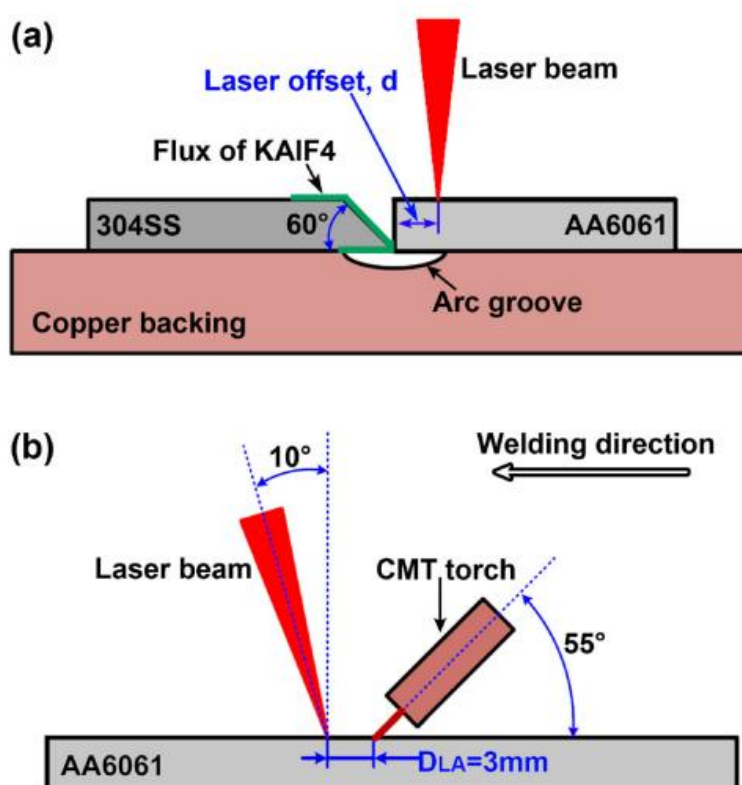 (a)
Laser beam
Laser offset, d
Flux of KAlF4
304SS
60°
AA6061
Arc groove
Copper backing
(b)
10°
Welding direction
Laser beam
CMT torch
55°
AA6061
DLA=3mm